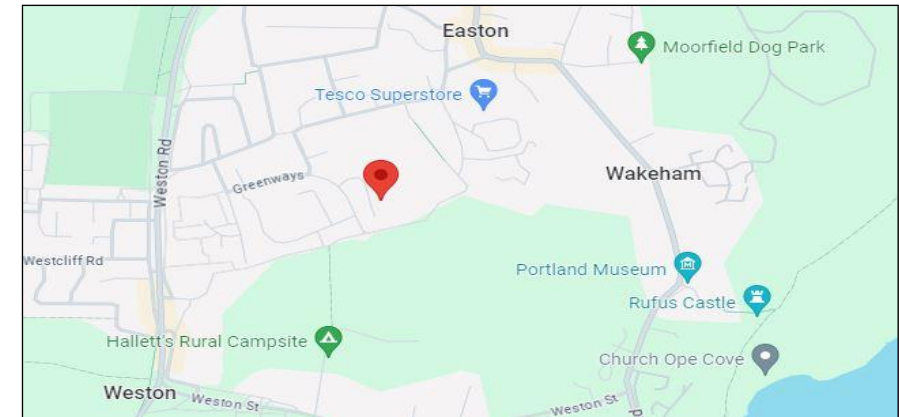 Easton
Moorfield Dog Park
Tesco Superstore
Weston Rd
Wakeham
Greenways
Westcliff Rd
Portland Museum
Rufus Castle
Hallett's Rural Campsite
Church Ope Cove
Weston
Weston St
Weston St
P